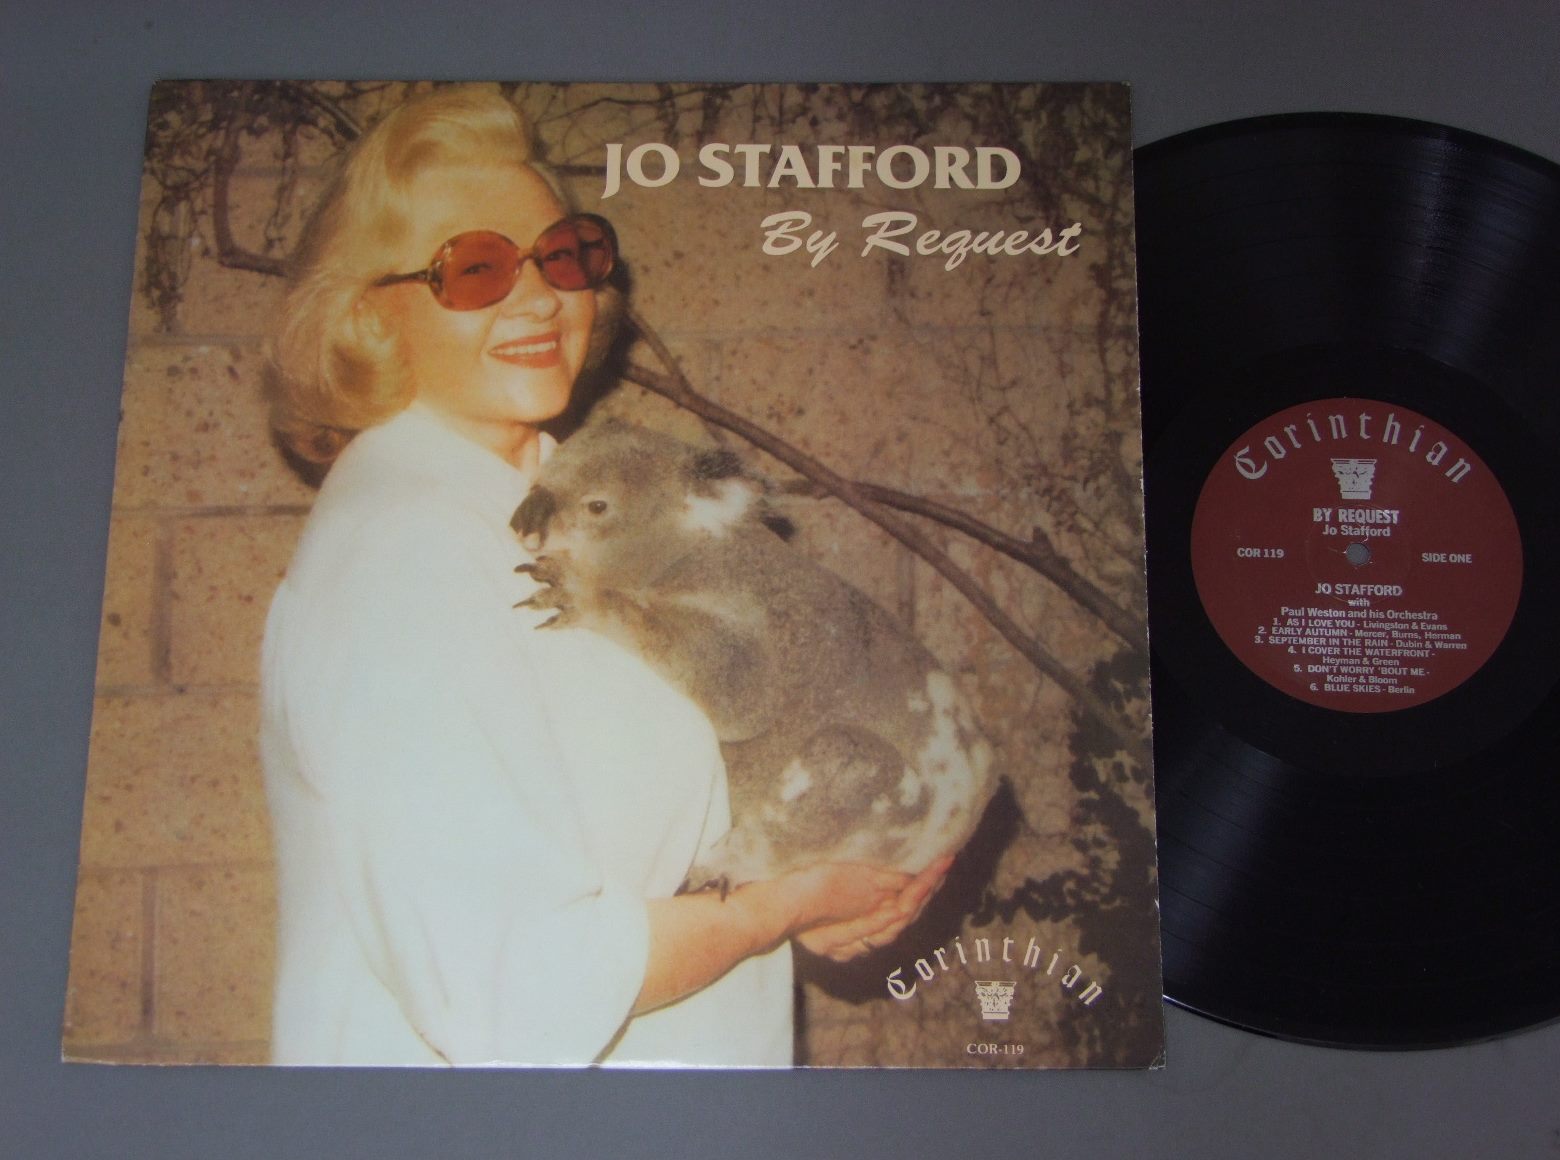 JO STAFFORD
By Request
Corinthian
COR-119
Corinthian
BY REQUEST
Jo Stafford
COR 119
SIDE ONE
JO STAFFORD
with
Paul Weston and his Orchestra
1. AS I LOVE YOU - Livingston & Evans
2. EARLY AUTUMN - Mercer, Burns, Herman
3. SEPTEMBER IN THE RAIN - Dubin & Warren
4. I COVER THE WATERFRONT -
Heyman & Green
5. DON'T WORRY 'BOUT ME -
Kohler & Bloom
6. BLUE SKIES - Berlin